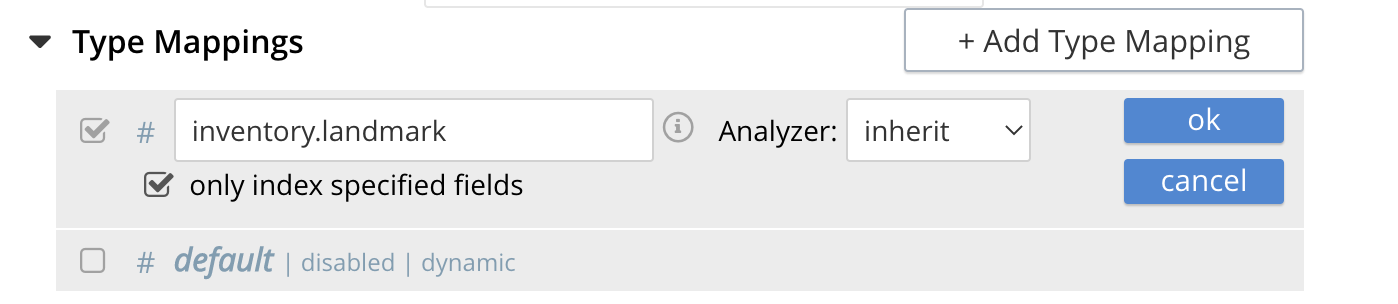 Type Mappings
+ Add Type Mapping
# inventory.landmark i Analyzer: inherit ok
only index specified fields cancel
# default | disabled | dynamic